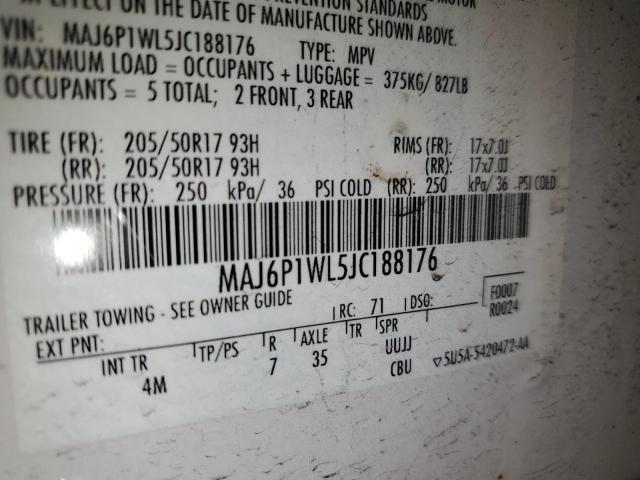 PREVENTION STANDARDS
IN EFFECT ON THE DATE OF MANUFACTURE SHOWN ABOVE.
VIN: MAJ6P1WL5JC188176 TYPE: MPV
MAXIMUM LOAD = OCCUPANTS + LUGGAGE = 375KG/ 827LB
OCCUPANTS = 5 TOTAL; 2 FRONT, 3 REAR
TIRE (FR): 205/50R17 93H RIMS (FR): 17x7.0J
(RR): 205/50R17 93H (RR): 17x7.0J
PRESSURE (FR): 250 kPa/ 36 PSI COLD (RR): 250 kPa/ 36 PSI COLD
MAJ6P1WL5JC188176
TRAILER TOWING - SEE OWNER GUIDE
RC: 71 DSO: F0007
EXT PNT: R0024
INT TR TP/PS R AXLE TR SPR
4M 7 35 UUJJ
CBU ▽5U5A-5420472-AA